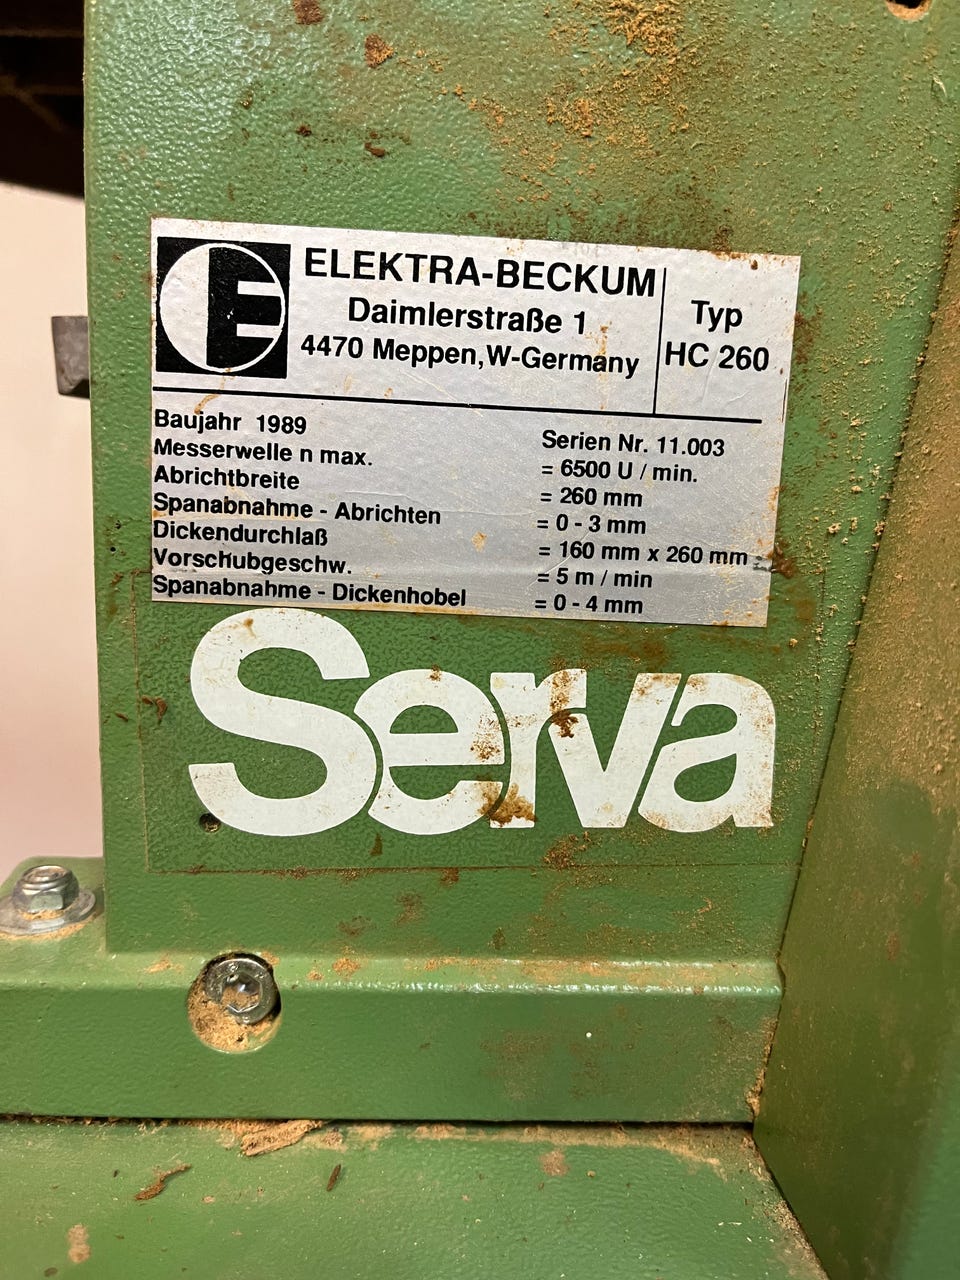 E
ELEKTRA-BECKUM
Daimlerstraße 1
4470 Meppen, W-Germany
Typ
HC 260
Baujahr 1989 Serien Nr. 11.003
Messerwelle n max. = 6500 U / min.
Abrichtbreite = 260 mm
Spanabnahme - Abrichten = 0 - 3 mm
Dickendurchlaß = 160 mm x 260 mm
Vorschubgeschw. = 5 m / min
Spanabnahme - Dickenhobel = 0 - 4 mm
Serva